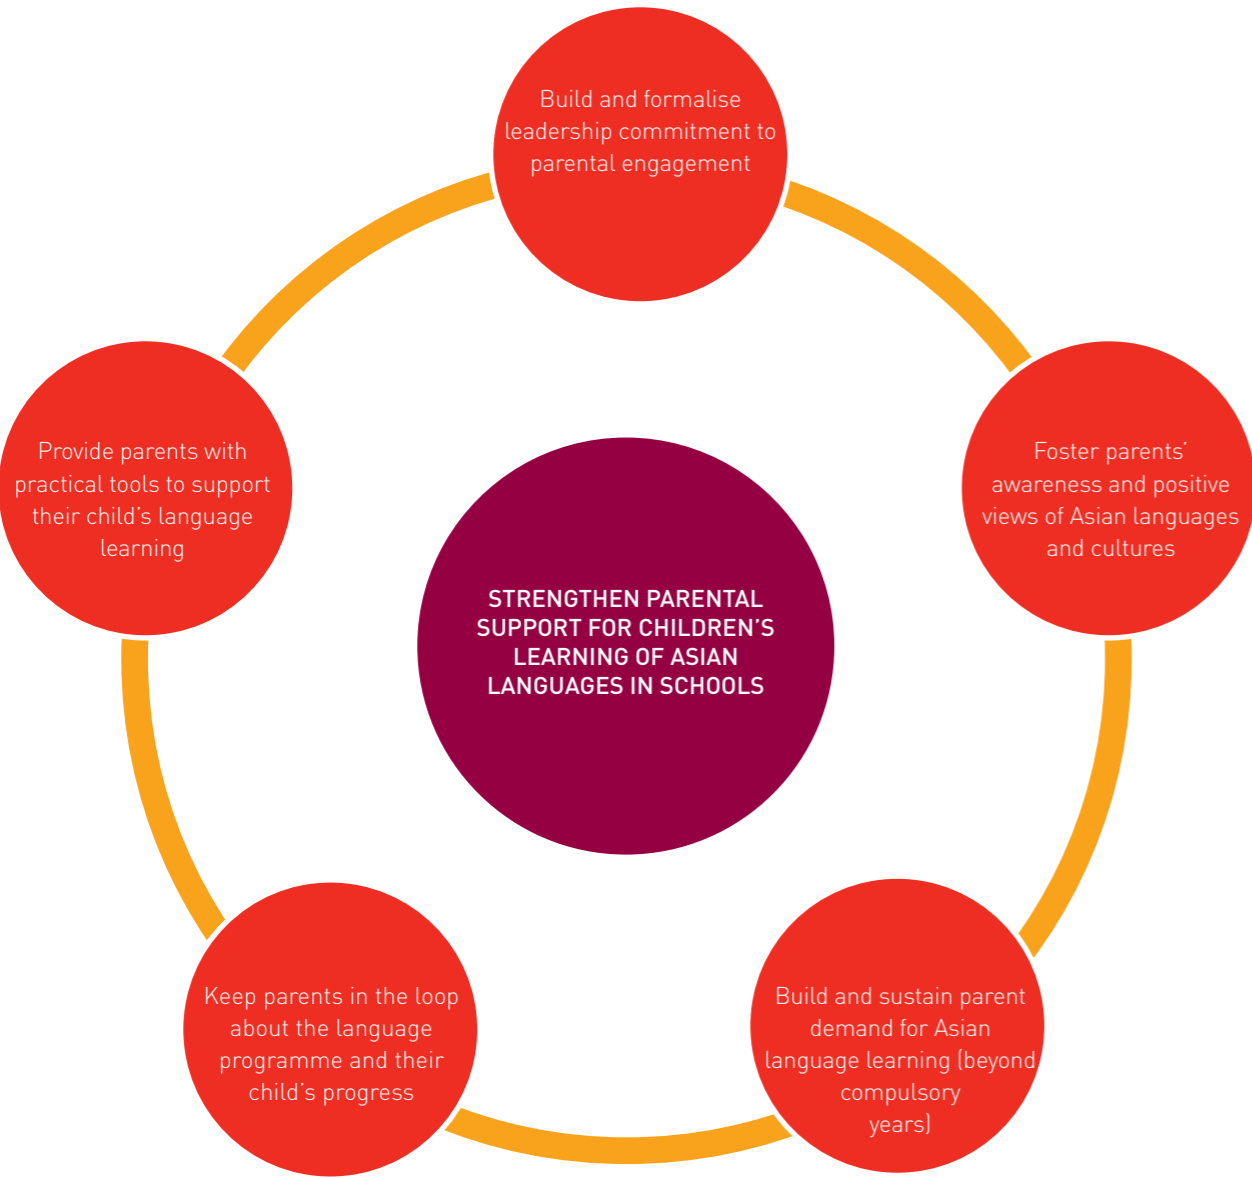 Build and formalise
leadership commitment to
parental engagement
Foster parents’
awareness and positive
views of Asian languages
and cultures
Build and sustain parent
demand for Asian
language learning (beyond
compulsory
years)
Keep parents in the loop
about the language
programme and their
child’s progress
Provide parents with
practical tools to support
their child’s language
learning
STRENGTHEN PARENTAL
SUPPORT FOR CHILDREN’S
LEARNING OF ASIAN
LANGUAGES IN SCHOOLS